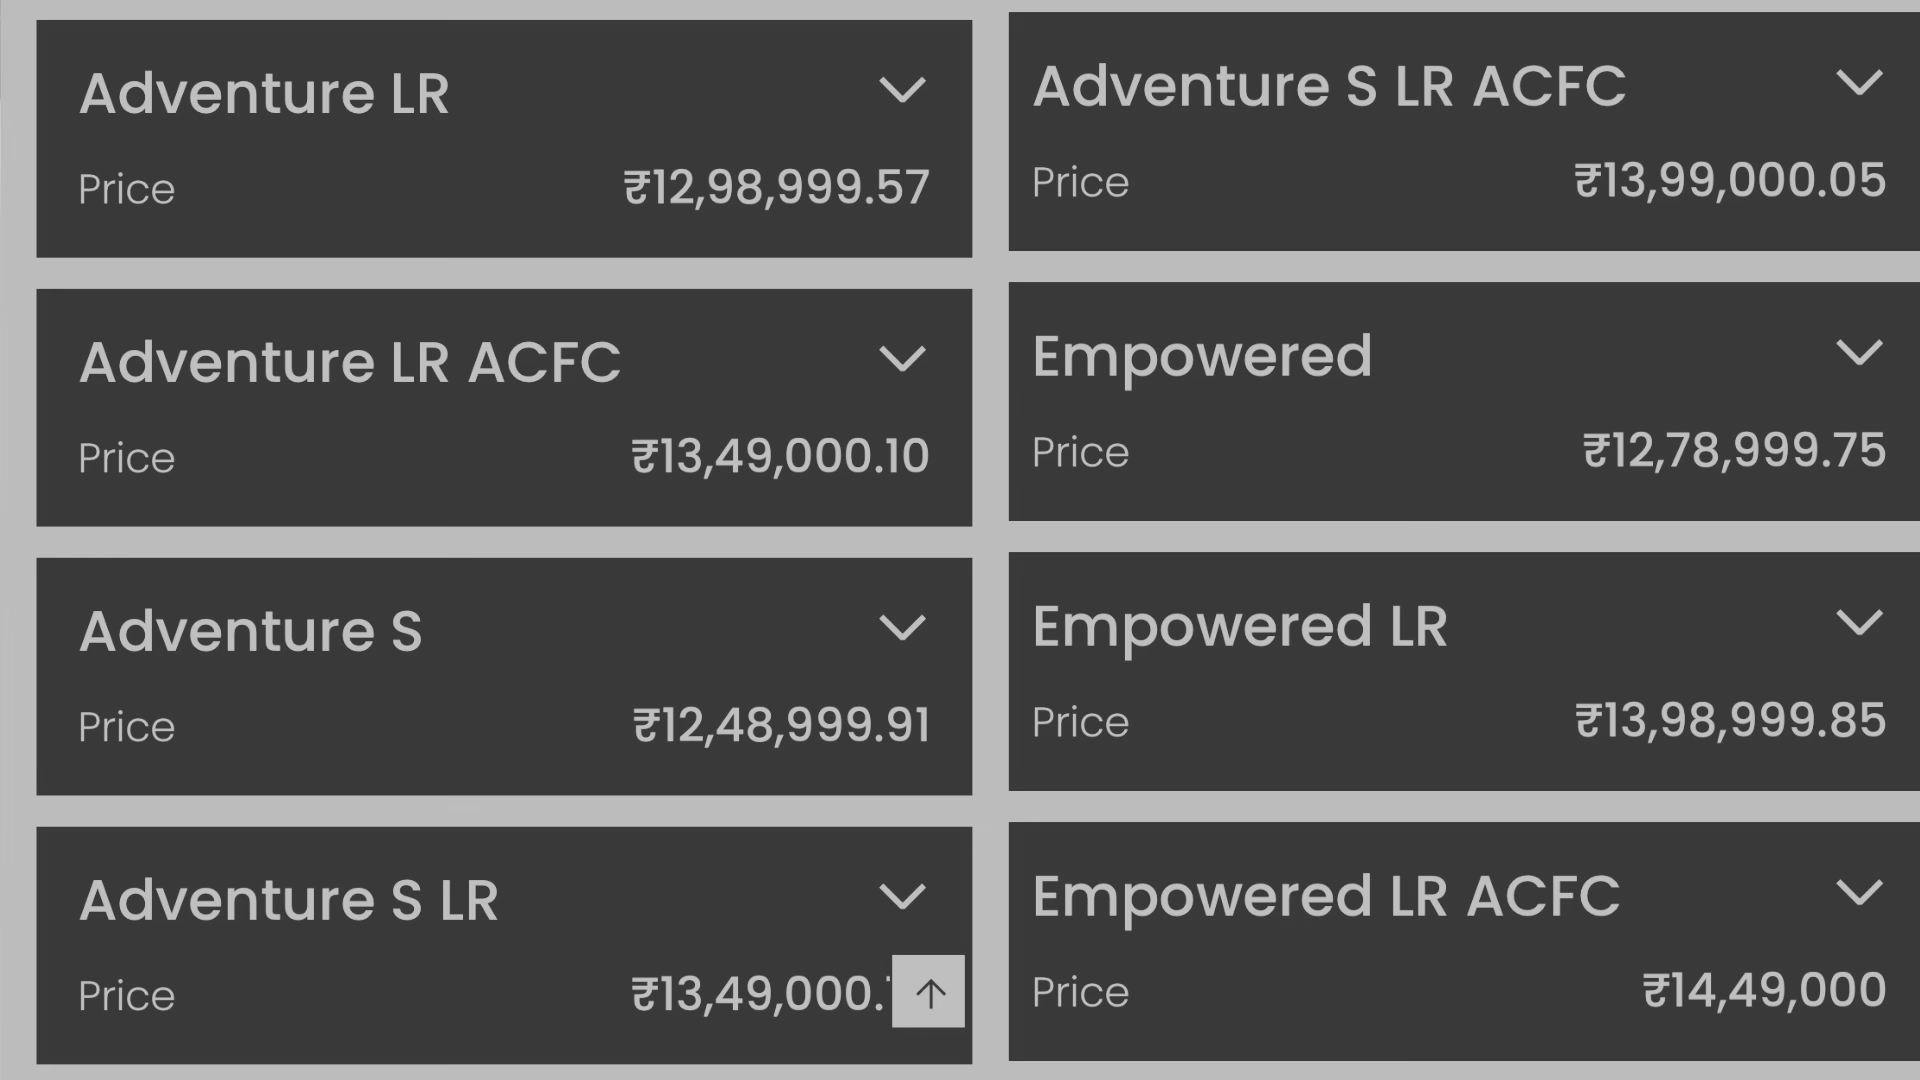 Adventure LR
Price ₹12,98,999.57
Adventure LR ACFC
Price ₹13,49,000.10
Adventure S
Price ₹12,48,999.91
Adventure S LR
Price ₹13,49,000.
Adventure S LR ACFC
Price ₹13,99,000.05
Empowered
Price ₹12,78,999.75
Empowered LR
Price ₹13,98,999.85
Empowered LR ACFC
Price ₹14,49,000